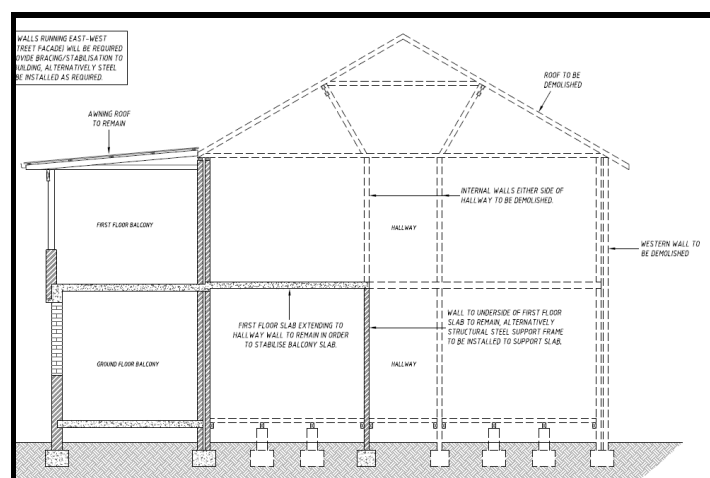 WALLS RUNNING EAST-WEST
TREET FACADE) WILL BE REQUIRED
OVIDE BRACING/STABILISATION TO
UILDING, ALTERNATIVELY STEEL
BE INSTALLED AS REQUIRED.
ROOF TO BE
DEMOLISHED
AWNING ROOF
TO REMAIN
INTERNAL WALLS EITHER SIDE OF
HALLWAY TO BE DEMOLISHED.
FIRST FLOOR BALCONY
HALLWAY
WESTERN WALL TO
BE DEMOLISHED
FIRST FLOOR SLAB EXTENDING TO
HALLWAY WALL TO REMAIN IN ORDER
TO STABILISE BALCONY SLAB.
WALL TO UNDERSIDE OF FIRST FLOOR
SLAB TO REMAIN, ALTERNATIVELY
STRUCTURAL STEEL SUPPORT FRAME
TO BE INSTALLED TO SUPPORT SLAB.
GROUND FLOOR BALCONY
HALLWAY